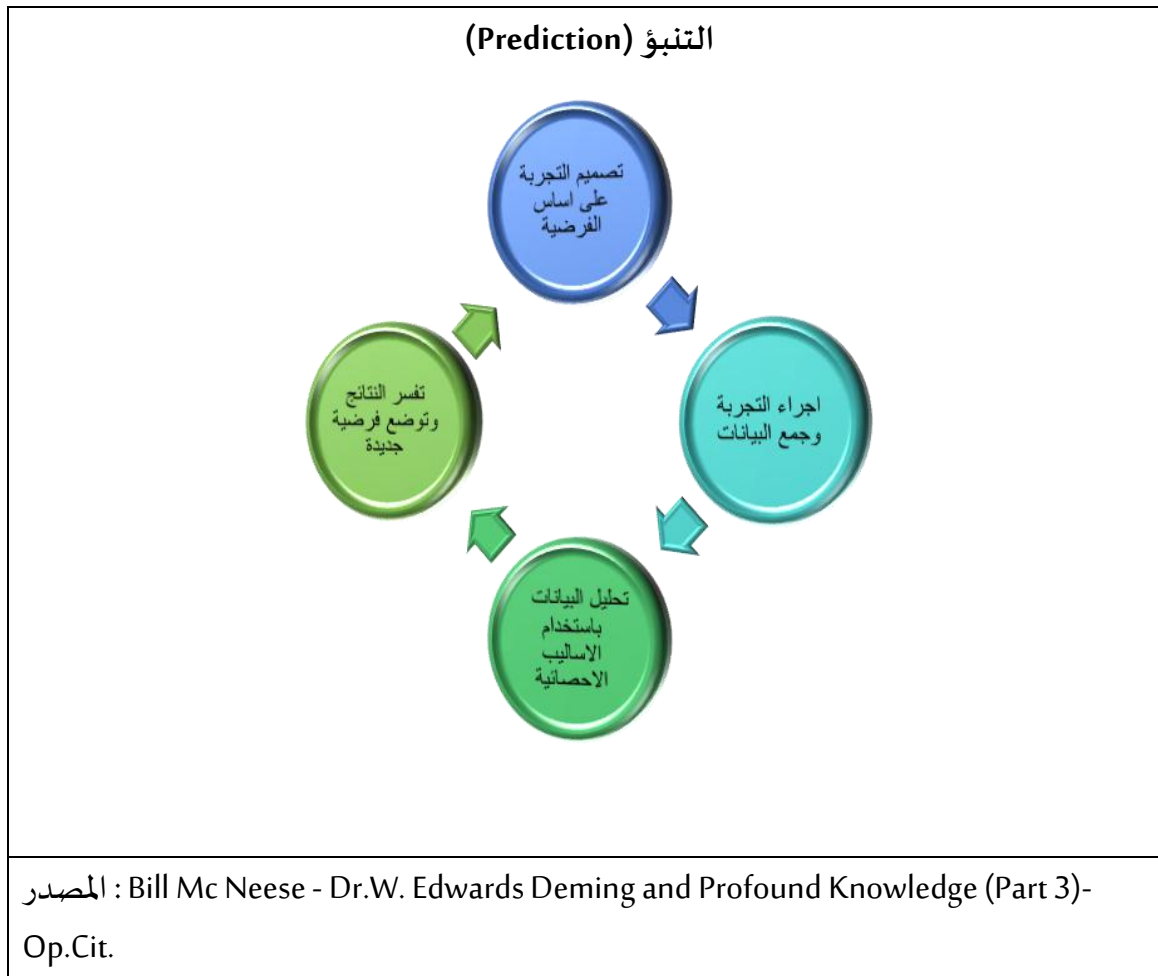 التنبؤ (Prediction)
تصميم التجربة
على اساس
الفرضية
اجراء التجربة
وجمع البيانات
تحليل البيانات
باستخدام
الاساليب
الاحصائية
تفسر النتائج
وتوضع فرضية
جديدة
المصدر : Bill Mc Neese - Dr.W. Edwards Deming and Profound Knowledge (Part 3)-
Op.Cit.